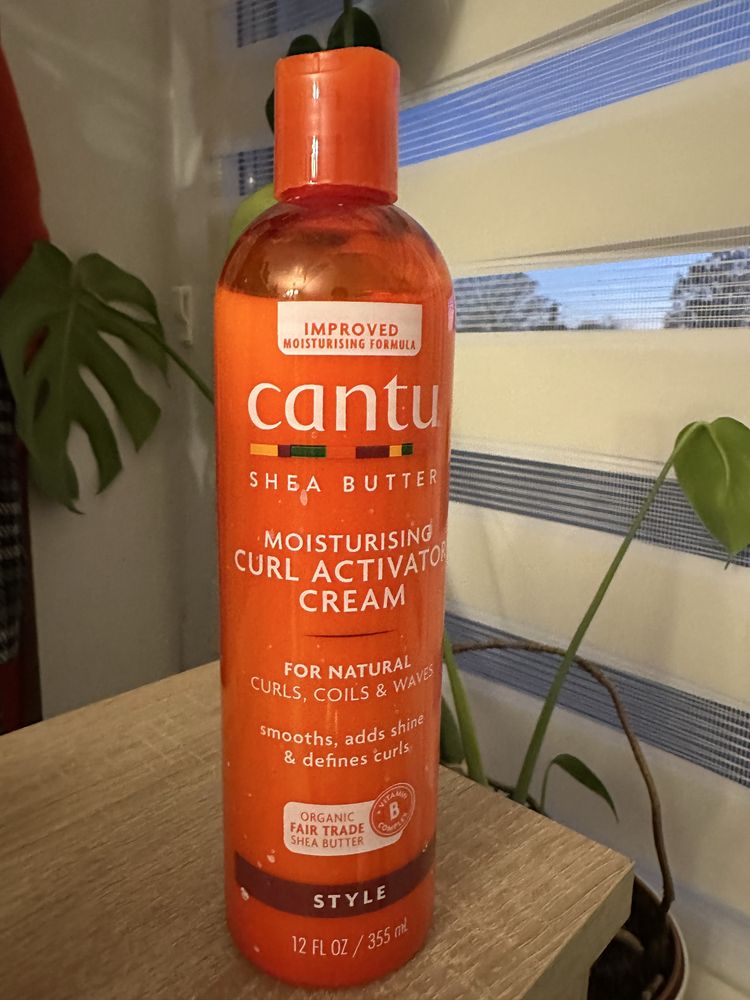 IMPROVED
MOISTURISING FORMULA
cantu
SHEA BUTTER
MOISTURISING
CURL ACTIVATOR
CREAM
FOR NATURAL
CURLS, COILS & WAVES
smooths, adds shine
& defines curls
ORGANIC
FAIR TRADE
SHEA BUTTER
VITAMIN
B
COMPLEX
STYLE
12 FL OZ / 355 mL